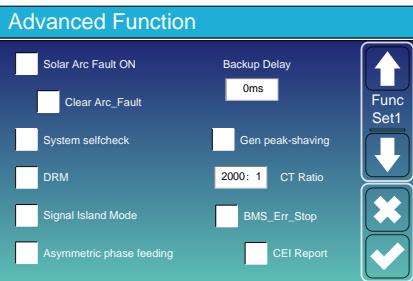 Advanced Function
Solar Arc Fault ON
Backup Delay
Clear Arc_Fault
0ms
Func
Set1
System selfcheck
Gen peak-shaving
DRM
2000: 1
CT Ratio
Signal Island Mode
BMS_Err_Stop
Asymmetric phase feeding
CEI Report